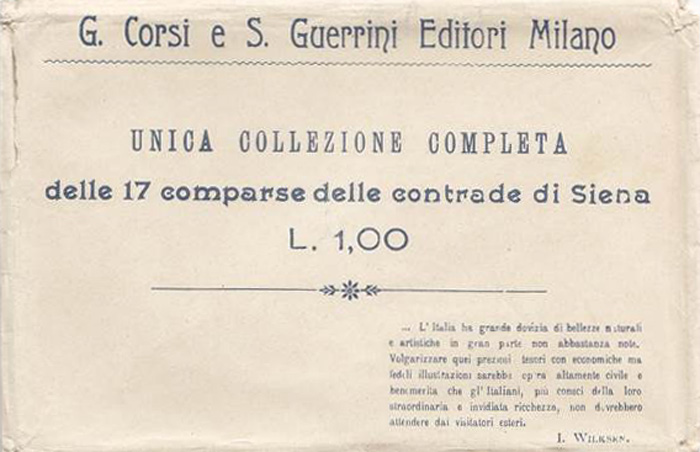 G. Corsi e S. Guerrini Editori Milano
UNICA COLLEZIONE COMPLETA
delle 17 comparse delle contrade di Siena
L. 1,00
... L'Italia ha grande dovizia di bellezze naturali
e artistiche in gran parte non abbastanza note.
Volgarizzare quei preziosi tesori con economiche ma
fedeli illustrazioni sarebbe opera altamente civile e
benemerita che gl'Italiani, più consci della loro
straordinaria e invidiata ricchezza, non dovrebbero
attendere dai visitatori esteri.
I. WILKSEN.